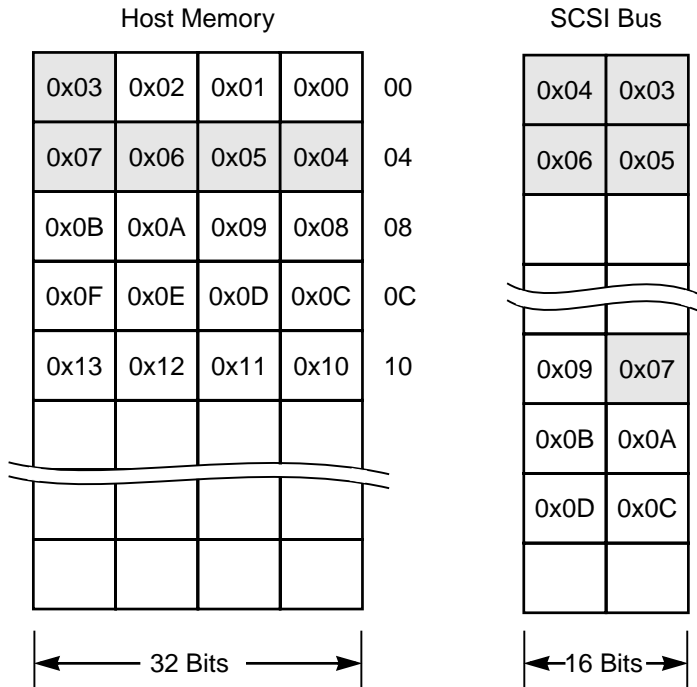 Host Memory
SCSI Bus
0x03 0x02 0x01 0x00 00
0x07 0x06 0x05 0x04 04
0x0B 0x0A 0x09 0x08 08
0x0F 0x0E 0x0D 0x0C 0C
0x13 0x12 0x11 0x10 10
32 Bits
0x04 0x03
0x06 0x05
0x09 0x07
0x0B 0x0A
0x0D 0x0C
16 Bits